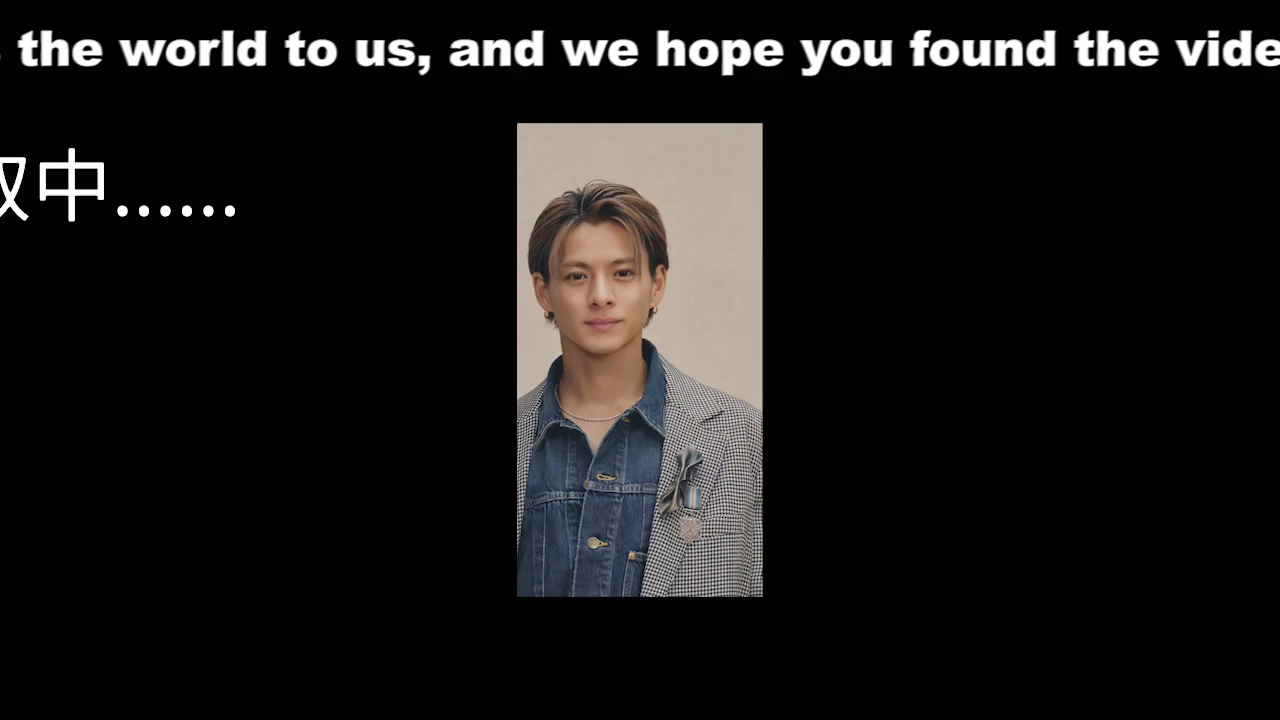 the world to us, and we hope you found the vide
中......